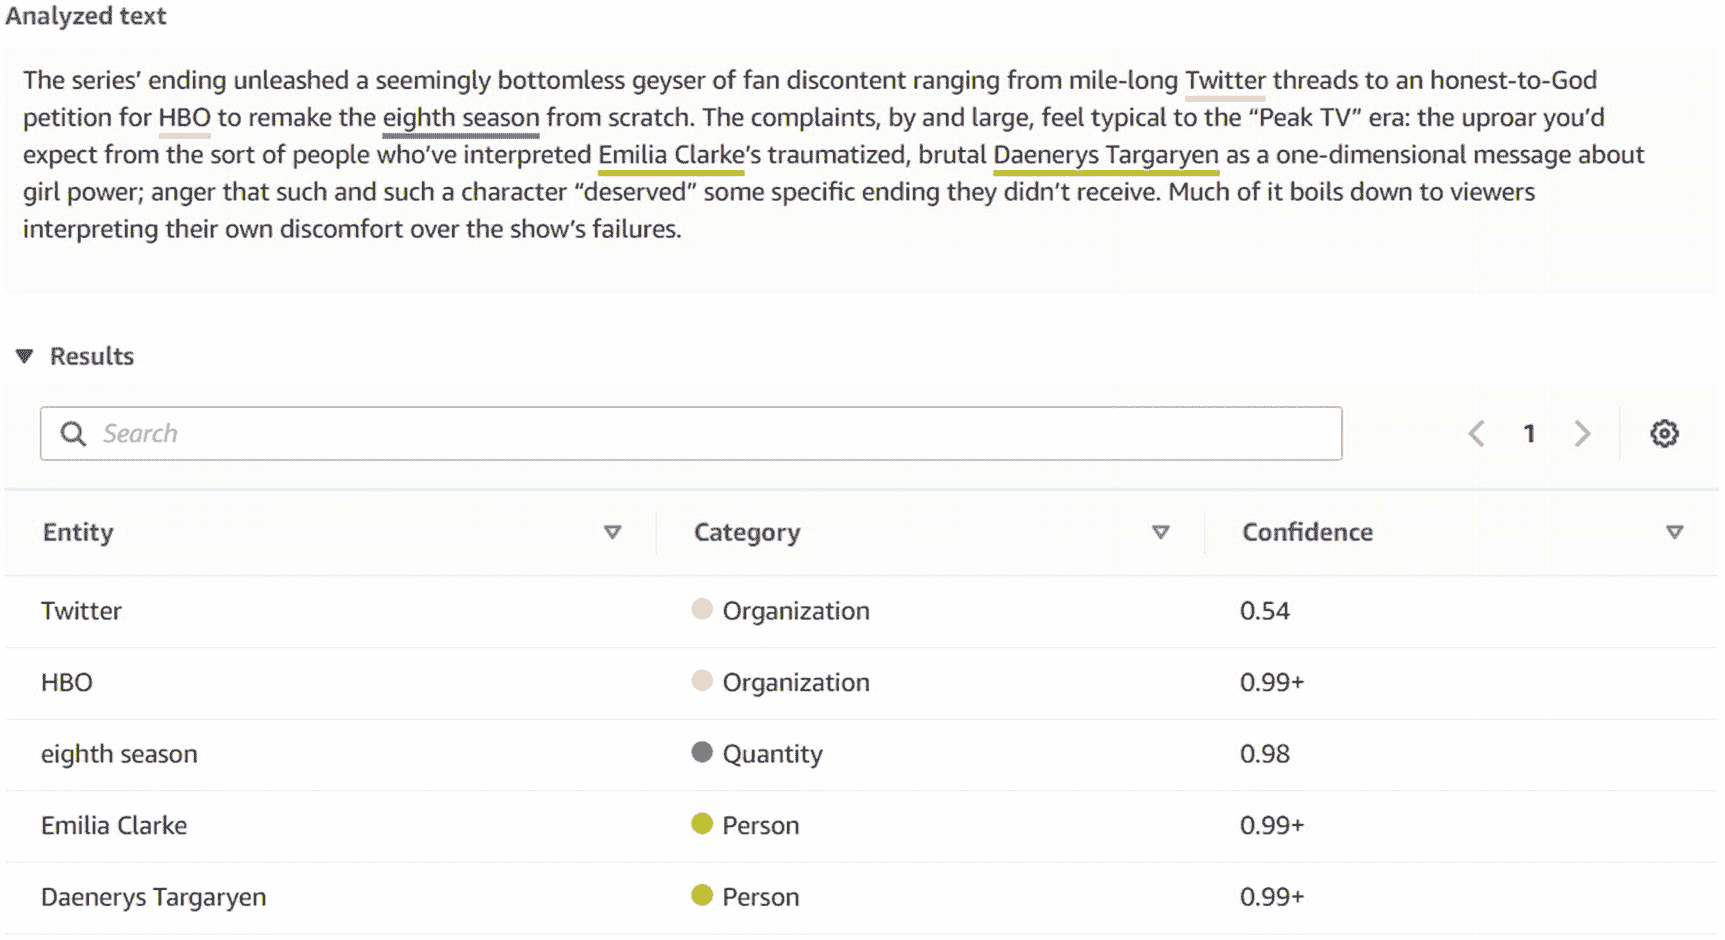 Analyzed text
The series’ ending unleashed a seemingly bottomless geyser of fan discontent ranging from mile-long Twitter threads to an honest-to-God
petition for HBO to remake the eighth season from scratch. The complaints, by and large, feel typical to the “Peak TV” era: the uproar you’d
expect from the sort of people who’ve interpreted Emilia Clarke’s traumatized, brutal Daenerys Targaryen as a one-dimensional message about
girl power; anger that such and such a character “deserved” some specific ending they didn’t receive. Much of it boils down to viewers
interpreting their own discomfort over the show’s failures.
Results
Search 1
Entity Category Confidence
Twitter Organization 0.54
HBO Organization 0.99+
eighth season Quantity 0.98
Emilia Clarke Person 0.99+
Daenerys Targaryen Person 0.99+